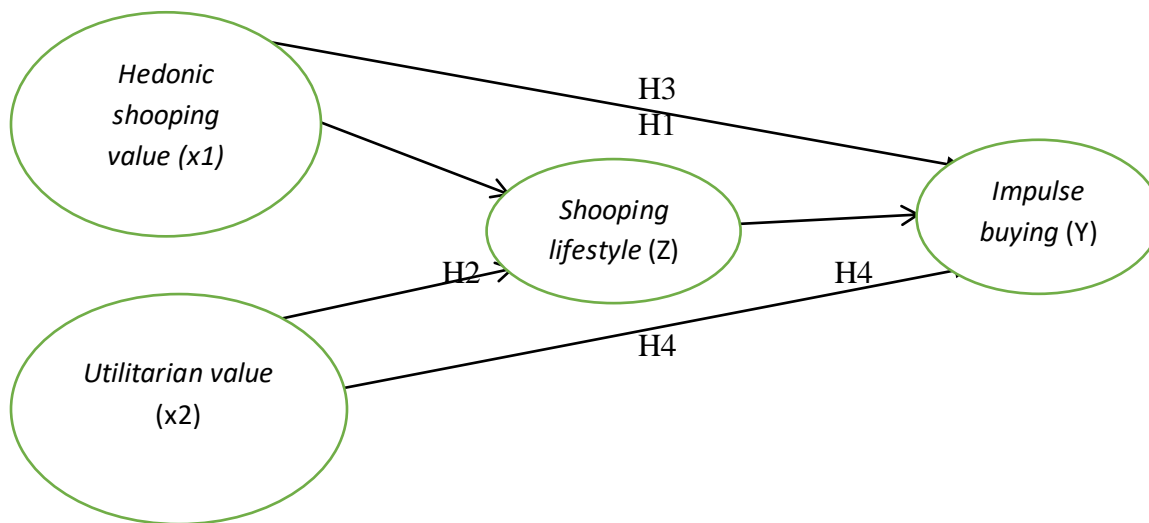 Hedonic
shooping
value (x1)
H3
H1
Shooping
lifestyle (Z)
Impulse
buying (Y)
H2
H4
H4
Utilitarian value
(x2)